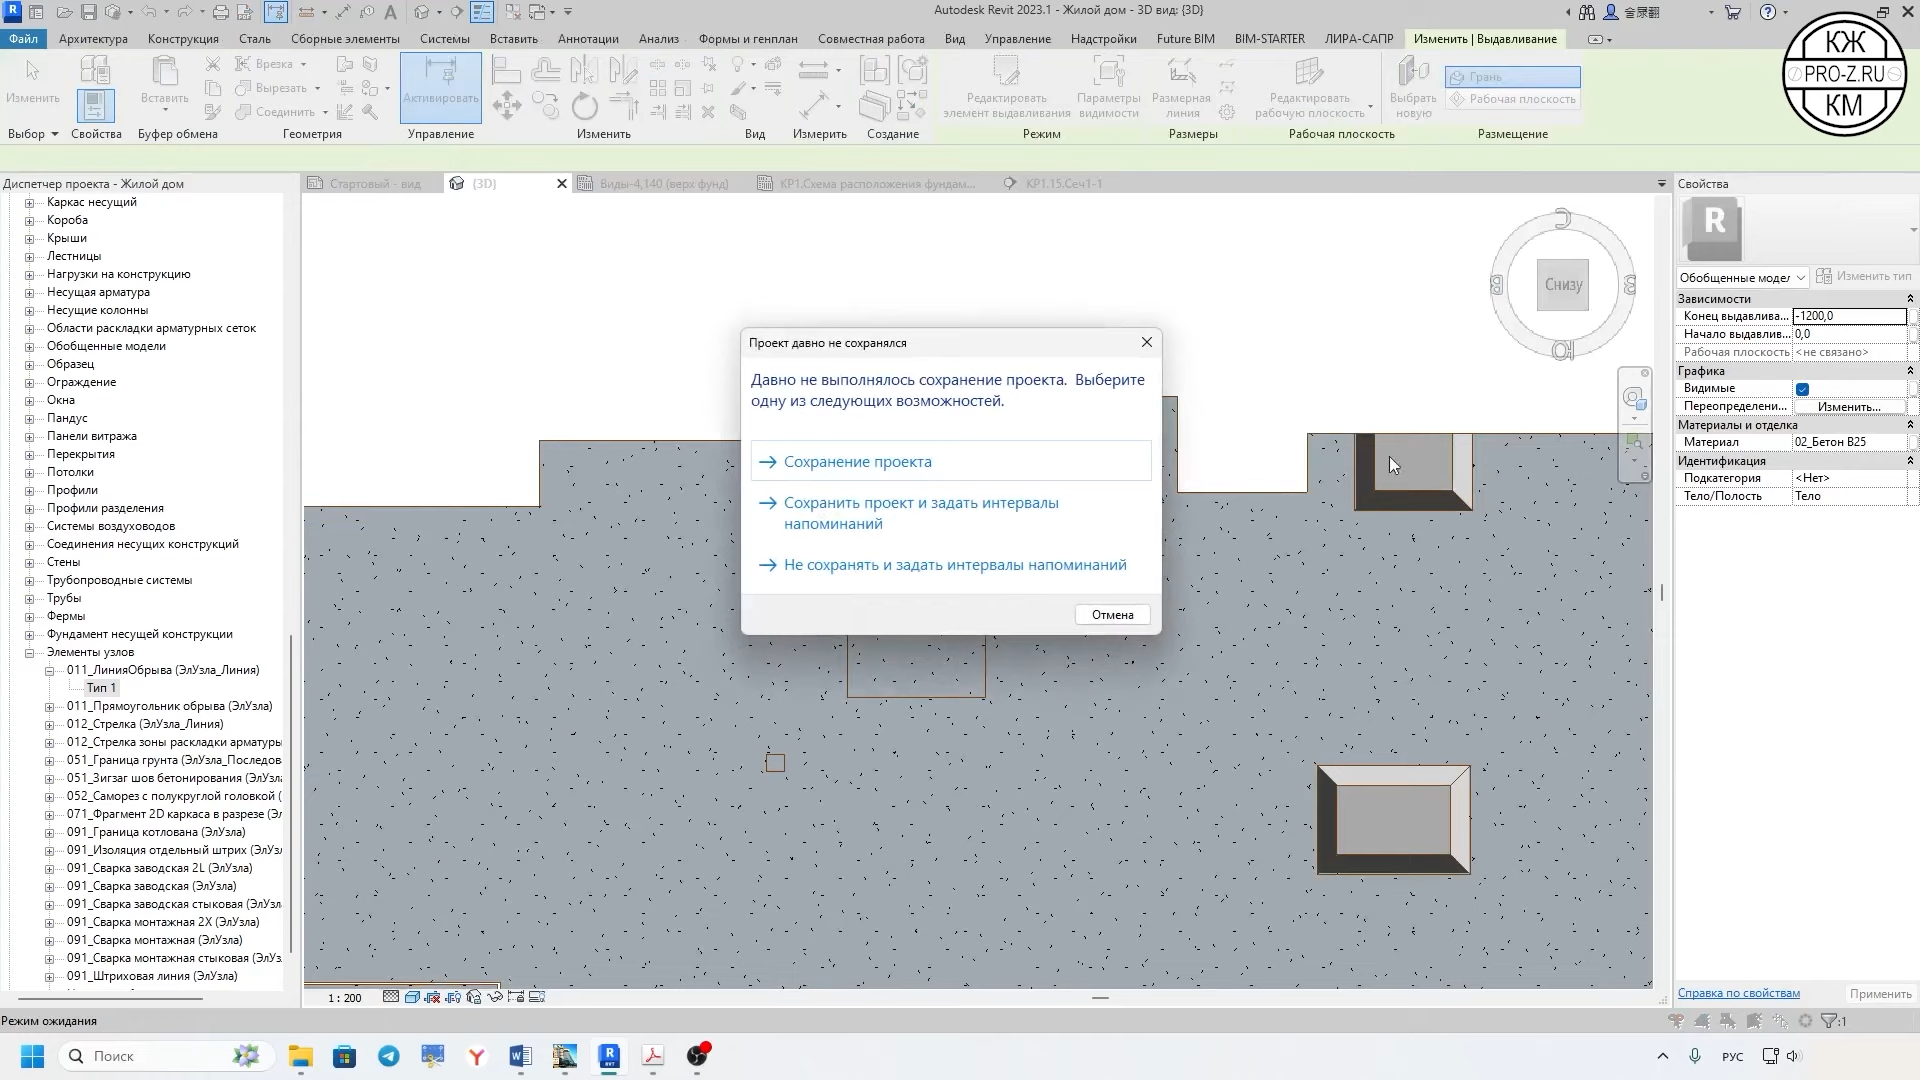 Autodesk Revit 2023.1 - Жилой дом - 3D вид: {3D}
Файл Архитектура Конструкция Сталь Сборные элементы Системы Вставить Аннотации Анализ Формы и генплан Совместная работа Вид Управление Надстройки Future BIM BIM-STARTER ЛИРА-САПР Изменить | Выдавливание
КЖ
PRO-Z.RU
КМ
Изменить
Вставить
Врезка
Вырезать
Соединить
Активировать
Редактировать
элемент выдавливания
Параметры
видимости
Размерная
линия
Редактировать
рабочую плоскость
Выбрать
новую
Грань
Рабочая плоскость
Выбор Свойства Буфер обмена Геометрия Управление Изменить Вид Измерить Создание Режим Размеры Рабочая плоскость Размещение
Диспетчер проекта - Жилой дом
Каркас несущий
Короба
Крыши
Лестницы
Нагрузки на конструкцию
Несущая арматура
Несущие колонны
Области раскладки арматурных сеток
Обобщенные модели
Образец
Ограждение
Окна
Пандус
Панели витража
Перекрытия
Потолки
Профили
Профили разделения
Системы воздуховодов
Соединения несущих конструкций
Стены
Трубопроводные системы
Трубы
Фермы
Фундамент несущей конструкции
Элементы узлов
011_ЛинияОбрыва (ЭлУзла_Линия)
Тип 1
011_Прямоугольник обрыва (ЭлУзла)
012_Стрелка (ЭлУзла_Линия)
012_Стрелка зоны раскладки арматуры
051_Граница грунта (ЭлУзла_Последов
051_Зигзаг шов бетонирования (ЭлУзла
052_Саморез с полукруглой головкой (
071_Фрагмент 2D каркаса в разрезе (Эл
091_Граница котлована (ЭлУзла)
091_Изоляция отдельный штрих (ЭлУзл
091_Сварка заводская 2L (ЭлУзла)
091_Сварка заводская (ЭлУзла)
091_Сварка заводская стыковая (ЭлУзла
091_Сварка монтажная 2X (ЭлУзла)
091_Сварка монтажная (ЭлУзла)
091_Сварка монтажная стыковая (ЭлУз
091_Штриховая линия (ЭлУзла)
Стартовый - вид
{3D}
Виды-4,140 (верх фунд)
КР1.Схема расположения фундам...
КР1.15.Сеч1-1
Снизу
Проект давно не сохранялся
Давно не выполнялось сохранение проекта. Выберите
одну из следующих возможностей.
Сохранение проекта
Сохранить проект и задать интервалы
напоминаний
Не сохранять и задать интервалы напоминаний
Отмена
Свойства
R
Обобщенные модел Изменить тип
Зависимости
Конец выдавлива... -1200,0
Начало выдавлив... 0,0
Рабочая плоскость <не связано>
Графика
Видимые
Переопределени... Изменить...
Материалы и отделка
Материал 02_Бетон B25
Идентификация
Подкатегория <Нет>
Тело/Полость Тело
Справка по свойствам Применить
1 : 200
Режим ожидания
:1
Поиск
РУС